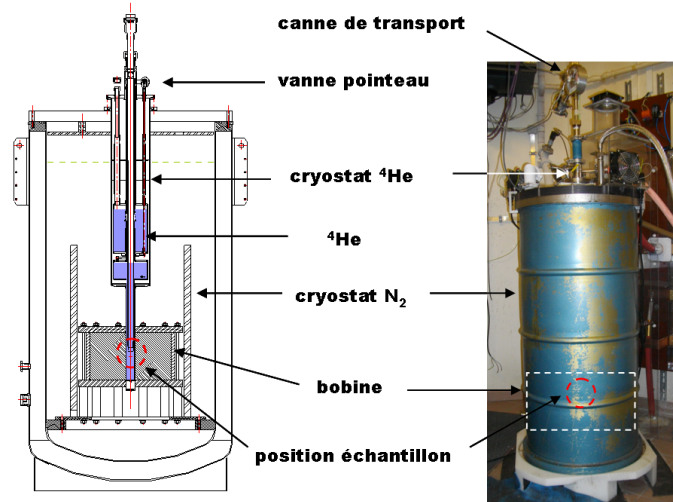 canne de transport
vanne pointeau
cryostat ⁴He
⁴He
cryostat N₂
bobine
position échantillon